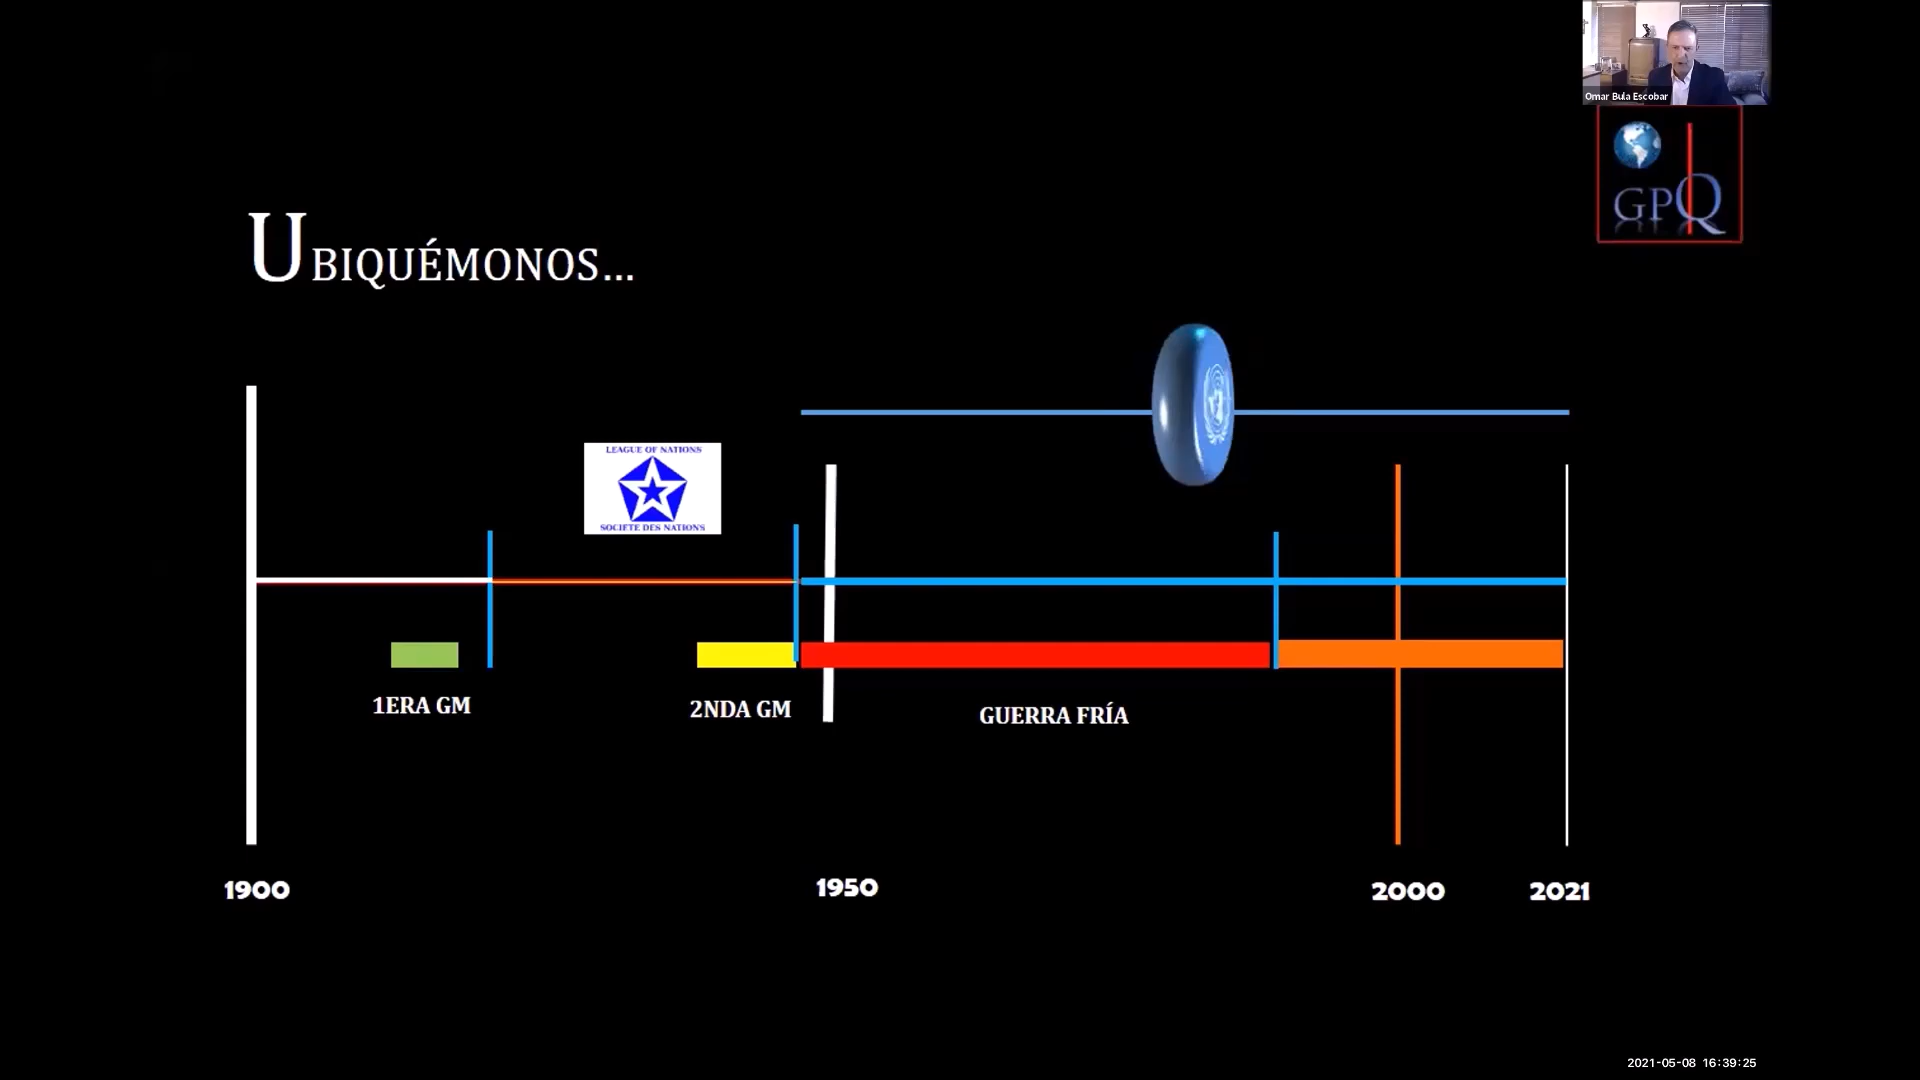 Omar Bula Escobar
GPQ
UBIQUÉMONOS...
LEAGUE OF NATIONS
SOCIETE DES NATIONS
1ERA GM
2NDA GM
GUERRA FRÍA
1900
1950
2000
2021
2021-05-08 16:39:25